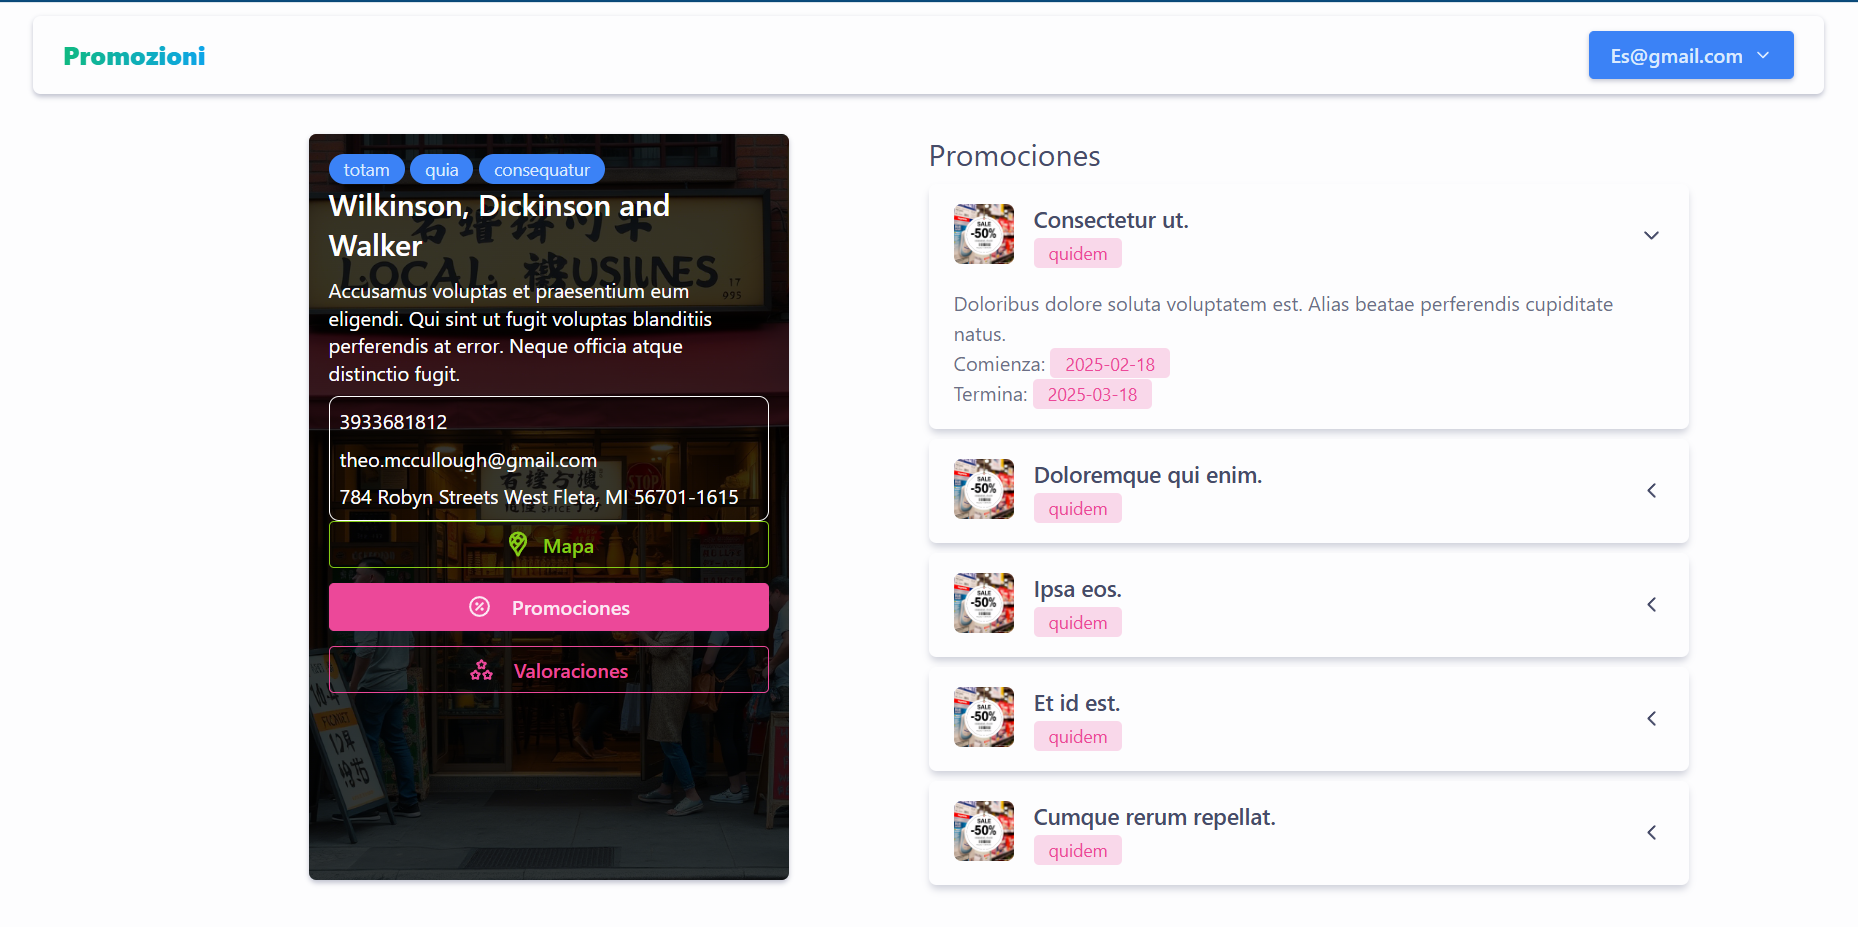 Promozioni
Es@gmail.com
totam quia consequatur
Wilkinson, Dickinson and
Walker
LOCAL
Accusamus voluptas et praesentium eum
eligendi. Qui sint ut fugit voluptas blanditiis
perferendis at error. Neque officia atque
distinctio fugit.
3933681812
theo.mccullough@gmail.com
784 Robyn Streets West Fleta, MI 56701-1615
Mapa
Promociones
Valoraciones
Promociones
SALE
-50%
Consectetur ut.
quidem
Doloribus dolore soluta voluptatem est. Alias beatae perferendis cupiditate
natus.
Comienza: 2025-02-18
Termina: 2025-03-18
SALE
-50%
Doloremque qui enim.
quidem
SALE
-50%
Ipsa eos.
quidem
SALE
-50%
Et id est.
quidem
SALE
-50%
Cumque rerum repellat.
quidem